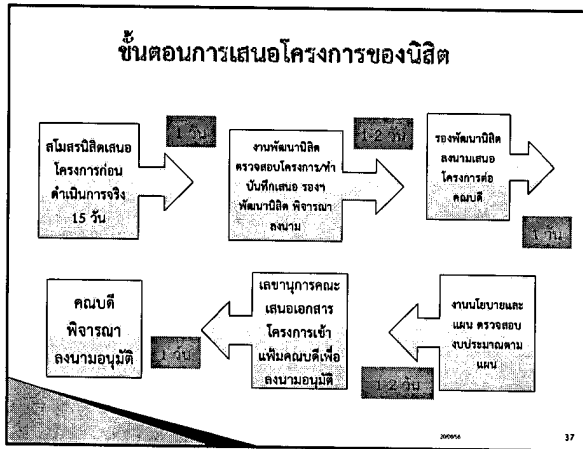 ขั้นตอนการเสนอโครงการของนิสิต
สโมสรนิสิตเสนอ
โครงการก่อน
ดำเนินการจริง
15 วัน
1 วัน
งานพัฒนานิสิต
ตรวจสอบโครงการ/ทำ
บันทึกเสนอ รองฯ
พัฒนานิสิต พิจารณา
ลงนาม
1-2 วัน
รองพัฒนานิสิต
ลงนามเสนอ
โครงการต่อ
คณบดี
1 วัน
งานนโยบายและ
แผน ตรวจสอบ
งบประมาณตาม
แผน
1-2 วัน
เลขานุการคณะ
เสนอเอกสาร
โครงการเข้า
แฟ้มคณบดีเพื่อ
ลงนามอนุมัติ
1 วัน
คณบดี
พิจารณา
ลงนามอนุมัติ
37